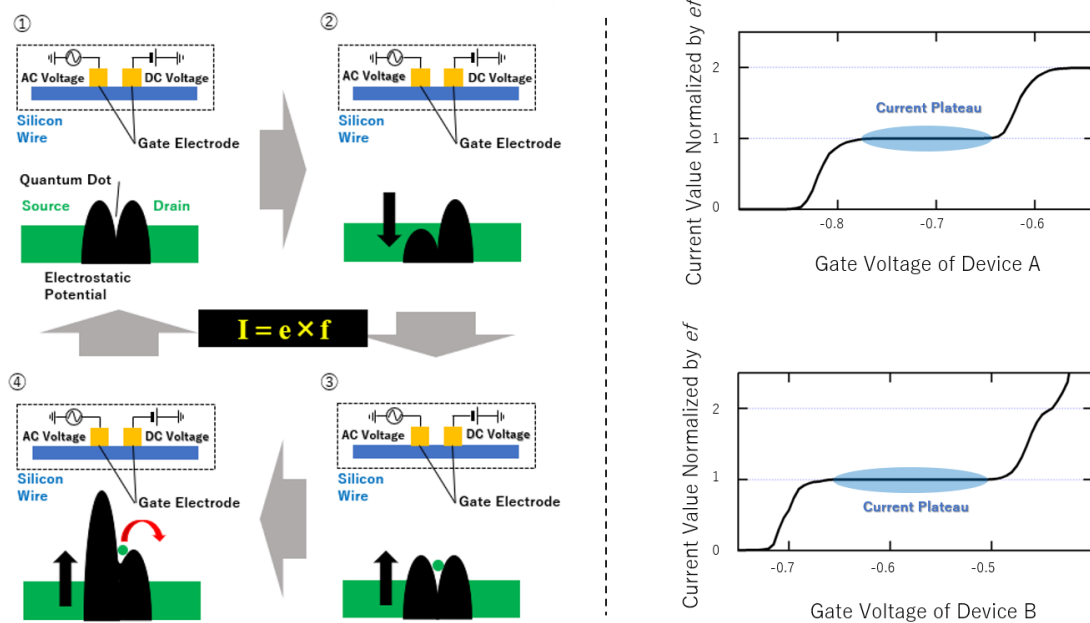 ①
AC Voltage
DC Voltage
Silicon
Wire
Gate Electrode
Quantum Dot
Source
Drain
Electrostatic
Potential
②
AC Voltage
DC Voltage
Silicon
Wire
Gate Electrode
I = e × f
④
AC Voltage
DC Voltage
Silicon
Wire
Gate Electrode
③
AC Voltage
DC Voltage
Silicon
Wire
Gate Electrode
Current Value Normalized by ef
2
1
0
Current Plateau
-0.8
-0.7
-0.6
Gate Voltage of Device A
Current Value Normalized by ef
2
1
0
Current Plateau
-0.7
-0.6
-0.5
Gate Voltage of Device B